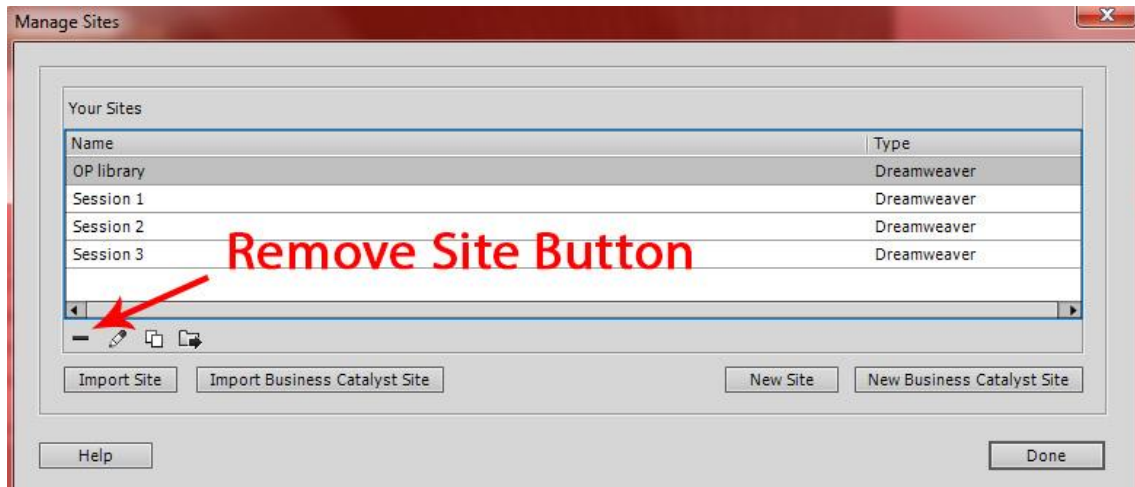 Manage Sites
Your Sites
Name Type
OP library Dreamweaver
Session 1 Dreamweaver
Session 2 Dreamweaver
Session 3 Dreamweaver
Remove Site Button
Import Site Import Business Catalyst Site New Site New Business Catalyst Site
Help Done